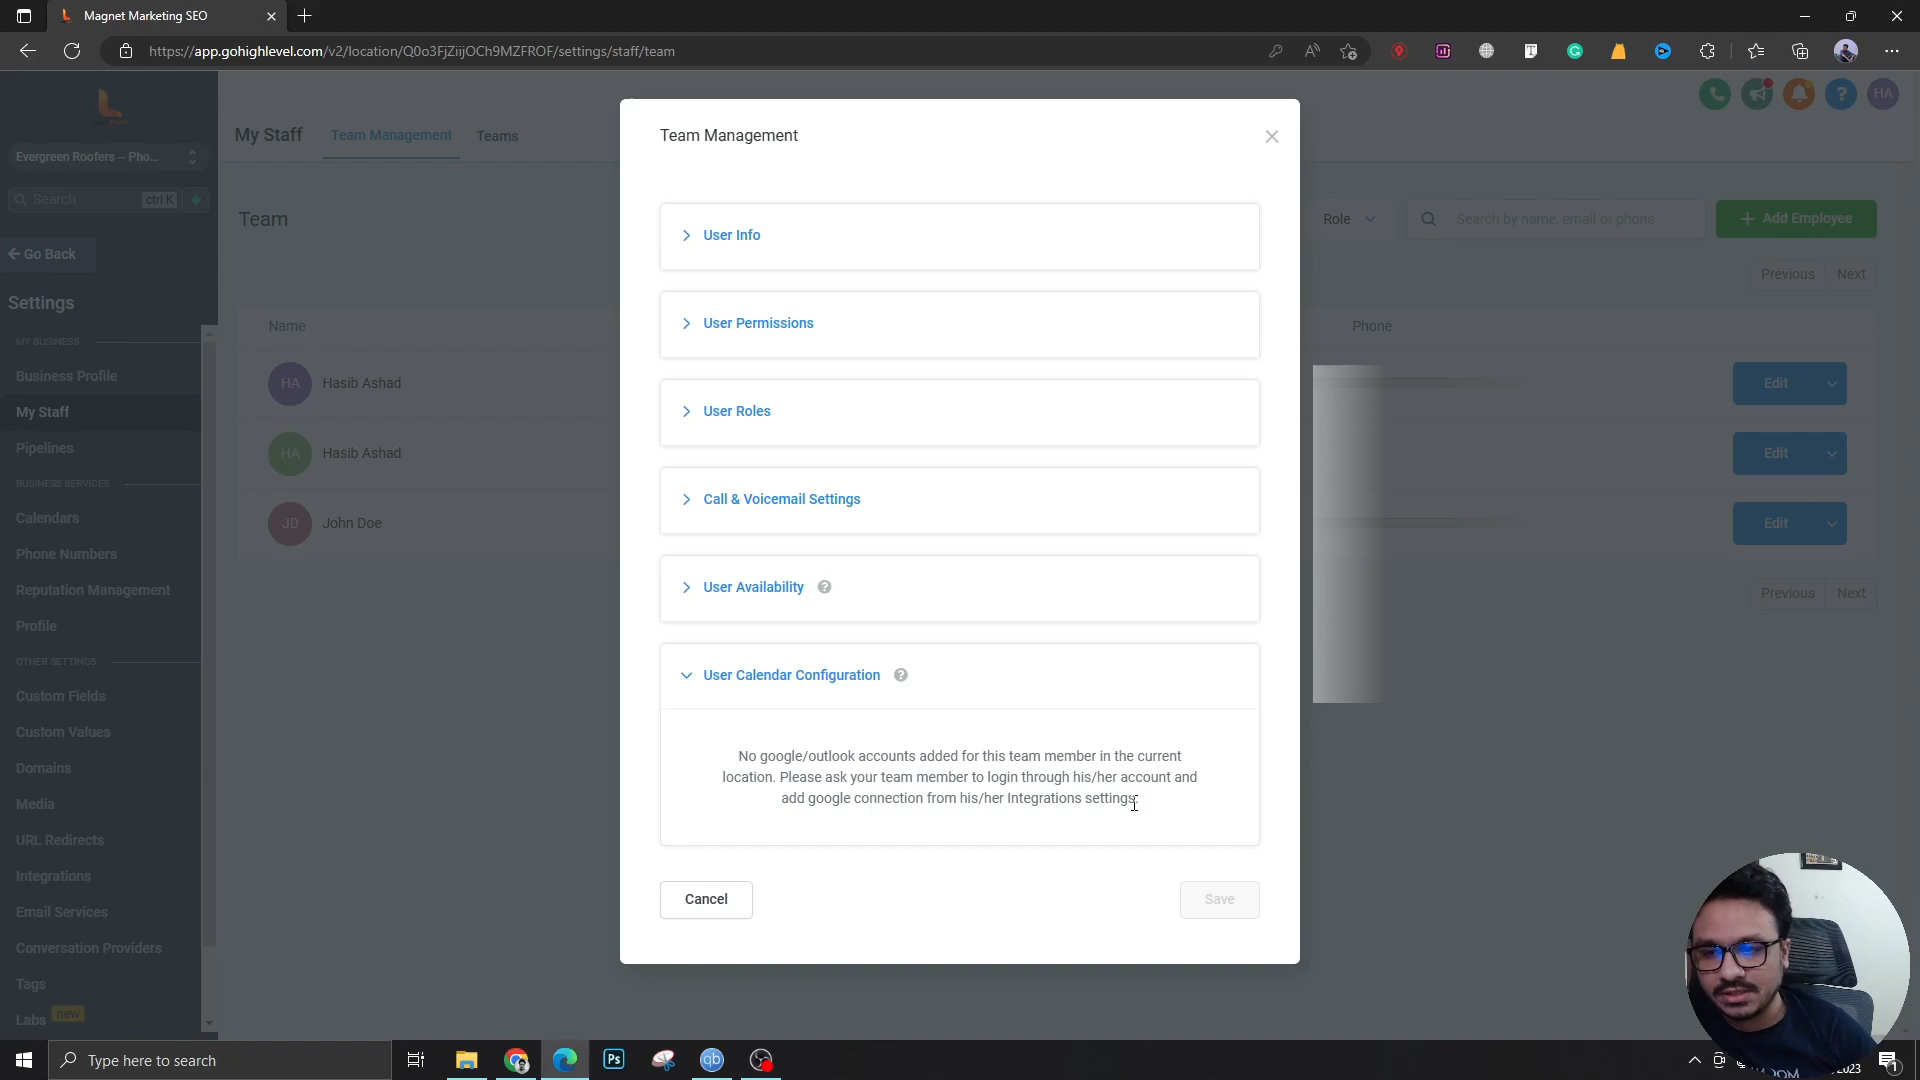 Magnet Marketing SEO
https://app.gohighlevel.com/v2/location/Q0o3FjZiijOCh9MZFROF/settings/staff/team
Evergreen Roofers – Pho...
Search
ctrl K
Go Back
Settings
MY BUSINESS
Business Profile
My Staff
Pipelines
BUSINESS SERVICES
Calendars
Phone Numbers
Reputation Management
Profile
OTHER SETTINGS
Custom Fields
Custom Values
Domains
Media
URL Redirects
Integrations
Email Services
Conversation Providers
Tags
Labs new
My Staff
Team Management
Teams
HA
Team
Role
Search by name, email or phone
+ Add Employee
Previous
Next
Name
Phone
HA
Hasib Ashad
Edit
HA
Hasib Ashad
Edit
JD
John Doe
Edit
Previous
Next
Team Management
User Info
User Permissions
User Roles
Call & Voicemail Settings
User Availability
User Calendar Configuration
No google/outlook accounts added for this team member in the current
location. Please ask your team member to login through his/her account and
add google connection from his/her Integrations settings.
Cancel
Save
Type here to search
Ps
qb
1